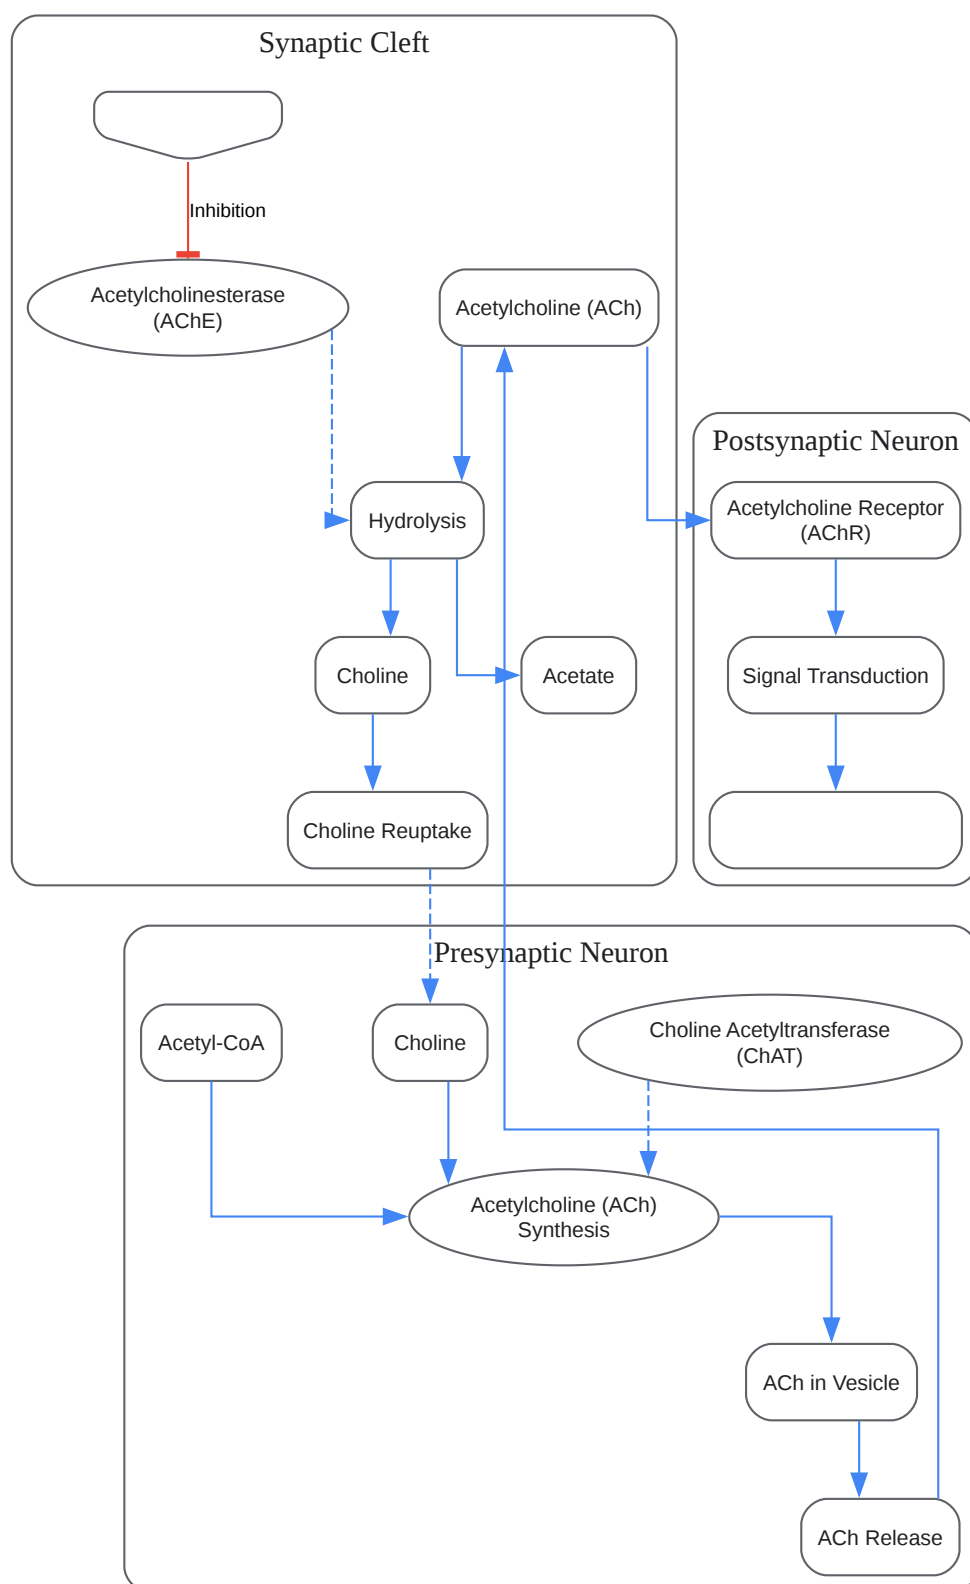 Synaptic Cleft
Inhibition
Acetylcholinesterase
(AChE)
Acetylcholine (ACh)
Hydrolysis
Choline
Acetate
Choline Reuptake
Postsynaptic Neuron
Acetylcholine Receptor
(AChR)
Signal Transduction
Presynaptic Neuron
Acetyl-CoA
Choline
Choline Acetyltransferase
(ChAT)
Acetylcholine (ACh)
Synthesis
ACh in Vesicle
ACh Release